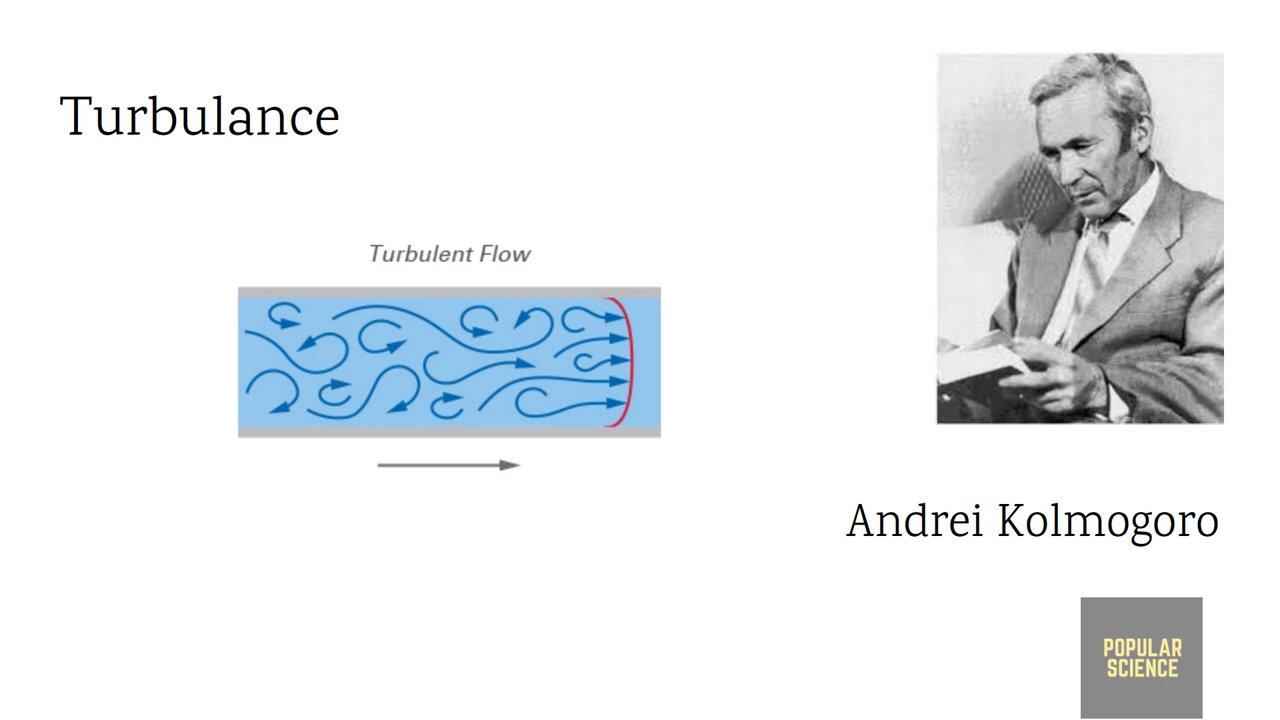 Turbulance
Turbulent Flow
Andrei Kolmogoro
POPULAR
SCIENCE